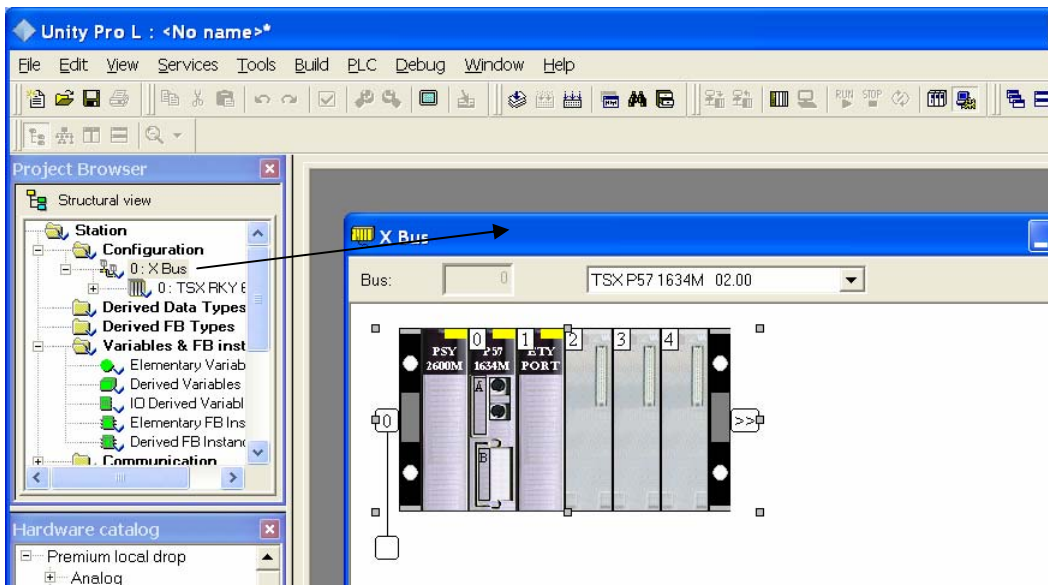 Unity Pro L : <No name>*
File Edit View Services Tools Build PLC Debug Window Help
RUN STOP
Project Browser
Structural view
Station
Configuration
0 : X Bus
0 : TSX RKY 6
Derived Data Types
Derived FB Types
Variables & FB inst
Elementary Variab
Derived Variables
IO Derived Variabl
Elementary FB Ins
Derived FB Instanc
Communication
Hardware catalog
Premium local drop
Analog
X Bus
Bus: 0 TSX P57 1634M 02.00
0 1 2 3 4
PSY 2600M
P57 1634M
ETY PORT
A
B
0
>>